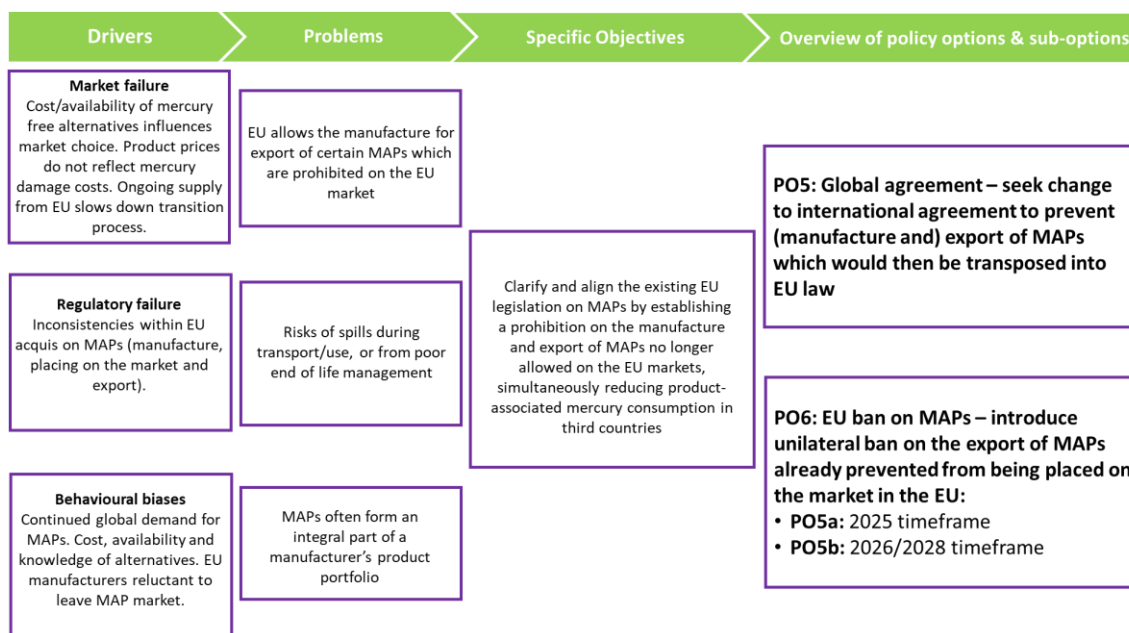 Drivers
Problems
Specific Objectives
Overview of policy options & sub-options
Market failure
Cost/availability of mercury
free alternatives influences
market choice. Product prices
do not reflect mercury
damage costs. Ongoing supply
from EU slows down transition
process.
Regulatory failure
Inconsistencies within EU
acquis on MAPs (manufacture,
placing on the market and
export).
Behavioural biases
Continued global demand for
MAPs. Cost, availability and
knowledge of alternatives. EU
manufacturers reluctant to
leave MAP market.
EU allows the manufacture for
export of certain MAPs which
are prohibited on the EU
market
Risks of spills during
transport/use, or from poor
end of life management
MAPs often form an
integral part of a
manufacturer's product
portfolio
Clarify and align the existing EU
legislation on MAPs by establishing
a prohibition on the manufacture
and export of MAPs no longer
allowed on the EU markets,
simultaneously reducing product-
associated mercury consumption in
third countries
PO5: Global agreement – seek change
to international agreement to prevent
(manufacture and) export of MAPs
which would then be transposed into
EU law
PO6: EU ban on MAPs – introduce
unilateral ban on the export of MAPs
already prevented from being placed on
the market in the EU:
• PO5a: 2025 timeframe
• PO5b: 2026/2028 timeframe